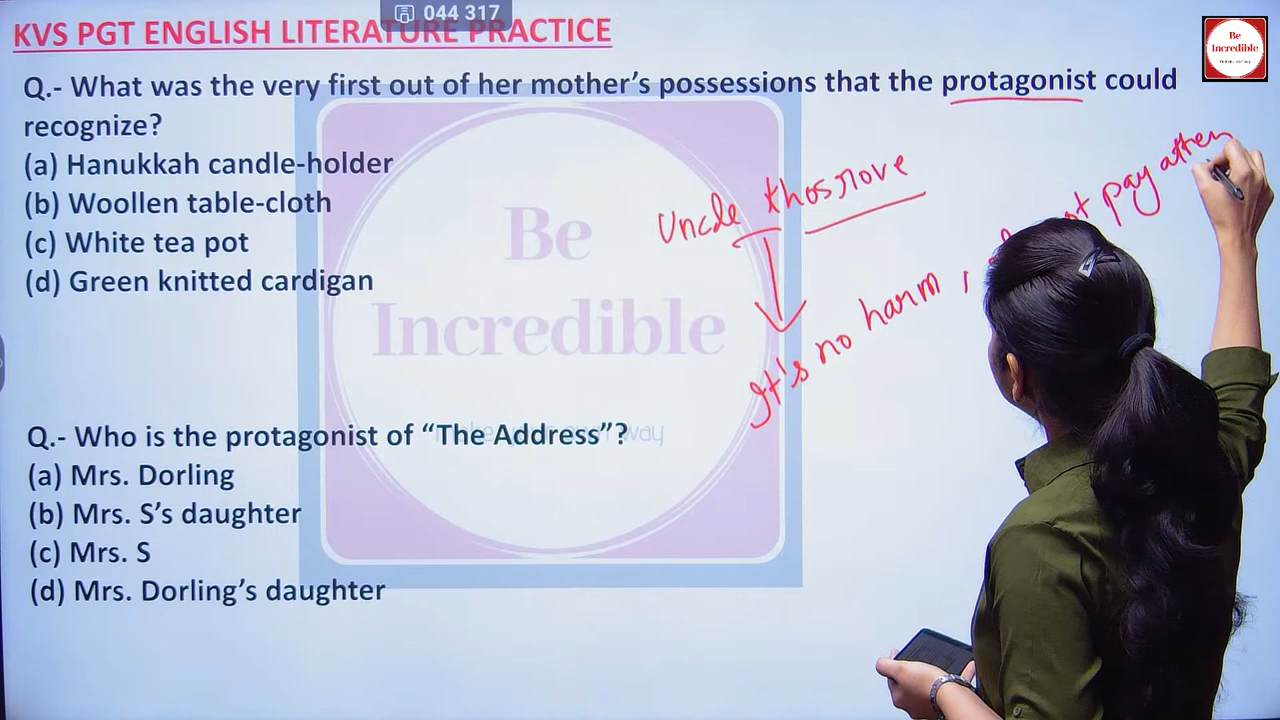 044 317
KVS PGT ENGLISH LITERATURE PRACTICE
Be
Incredible
Q.- What was the very first out of her mother's possessions that the protagonist could
recognize?
(a) Hanukkah candle-holder
(b) Woollen table-cloth
(c) White tea pot
(d) Green knitted cardigan
Uncle thosrove
It's no harm, pay atten
Be
Incredible
way
Q.- Who is the protagonist of “The Address”?
(a) Mrs. Dorling
(b) Mrs. S's daughter
(c) Mrs. S
(d) Mrs. Dorling's daughter